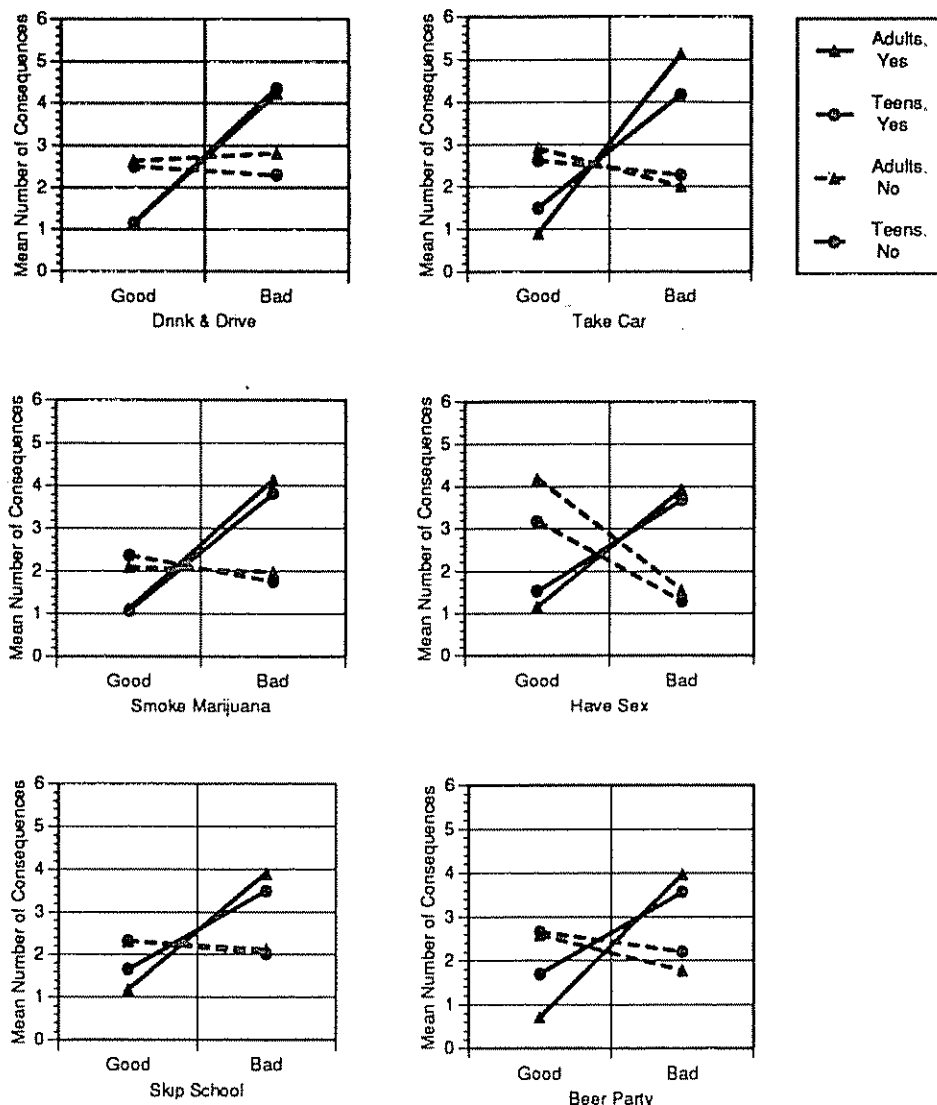 Mean Number of Consequences
6
5
4
3
2
1
0
Good Bad
Drink & Drive
Mean Number of Consequences
6
5
4
3
2
1
0
Good Bad
Take Car
Adults,
Yes
Teens,
Yes
Adults,
No
Teens,
No
Mean Number of Consequences
6
5
4
3
2
1
0
Good Bad
Smoke Marijuana
Mean Number of Consequences
6
5
4
3
2
1
0
Good Bad
Have Sex
Mean Number of Consequences
6
5
4
3
2
1
0
Good Bad
Skip School
Mean Number of Consequences
6
5
4
3
2
1
0
Good Bad
Beer Party